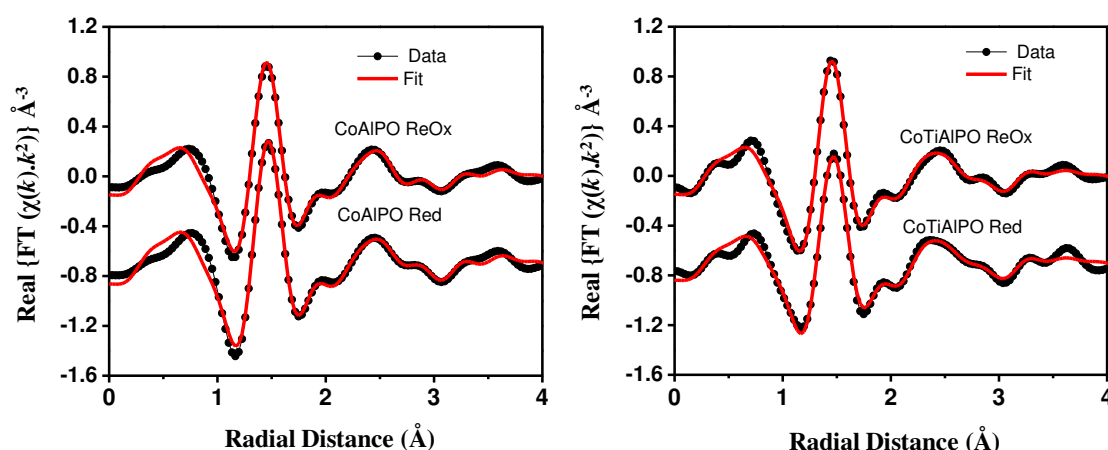 1.2
0.8
0.4
0.0
-0.4
-0.8
-1.2
-1.6
Real {FT (χ(k).k²)} Å⁻³
Data
Fit
CoAlPO ReOx
CoAlPO Red
0 1 2 3 4
Radial Distance (Å)
1.2
0.8
0.4
0.0
-0.4
-0.8
-1.2
-1.6
Real {FT (χ(k).k²)} Å⁻³
Data
Fit
CoTiAlPO ReOx
CoTiAlPO Red
0 1 2 3 4
Radial Distance (Å)